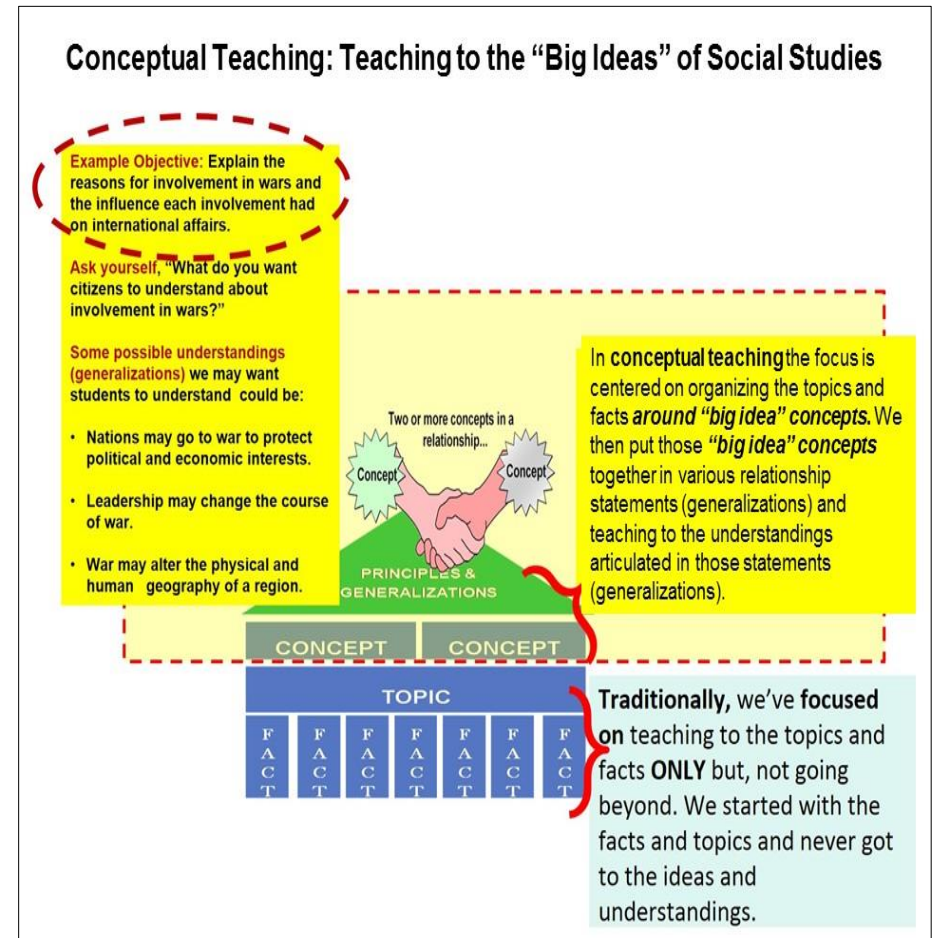 Conceptual Teaching: Teaching to the “Big Ideas” of Social Studies
Example Objective: Explain the
reasons for involvement in wars and
the influence each involvement had
on international affairs.
Ask yourself, “What do you want
citizens to understand about
involvement in wars?”
Some possible understandings
(generalizations) we may want
students to understand could be:
• Nations may go to war to protect
political and economic interests.
• Leadership may change the course
of war.
• War may alter the physical and
human geography of a region.
Two or more concepts in a
relationship...
Concept
Concept
PRINCIPLES &
GENERALIZATIONS
CONCEPT
CONCEPT
TOPIC
FACT
FACT
FACT
FACT
FACT
FACT
FACT
In conceptual teaching the focus is
centered on organizing the topics and
facts around “big idea” concepts. We
then put those “big idea” concepts
together in various relationship
statements (generalizations) and
teaching to the understandings
articulated in those statements
(generalizations).
Traditionally, we’ve focused
on teaching to the topics and
facts ONLY but, not going
beyond. We started with the
facts and topics and never got
to the ideas and
understandings.